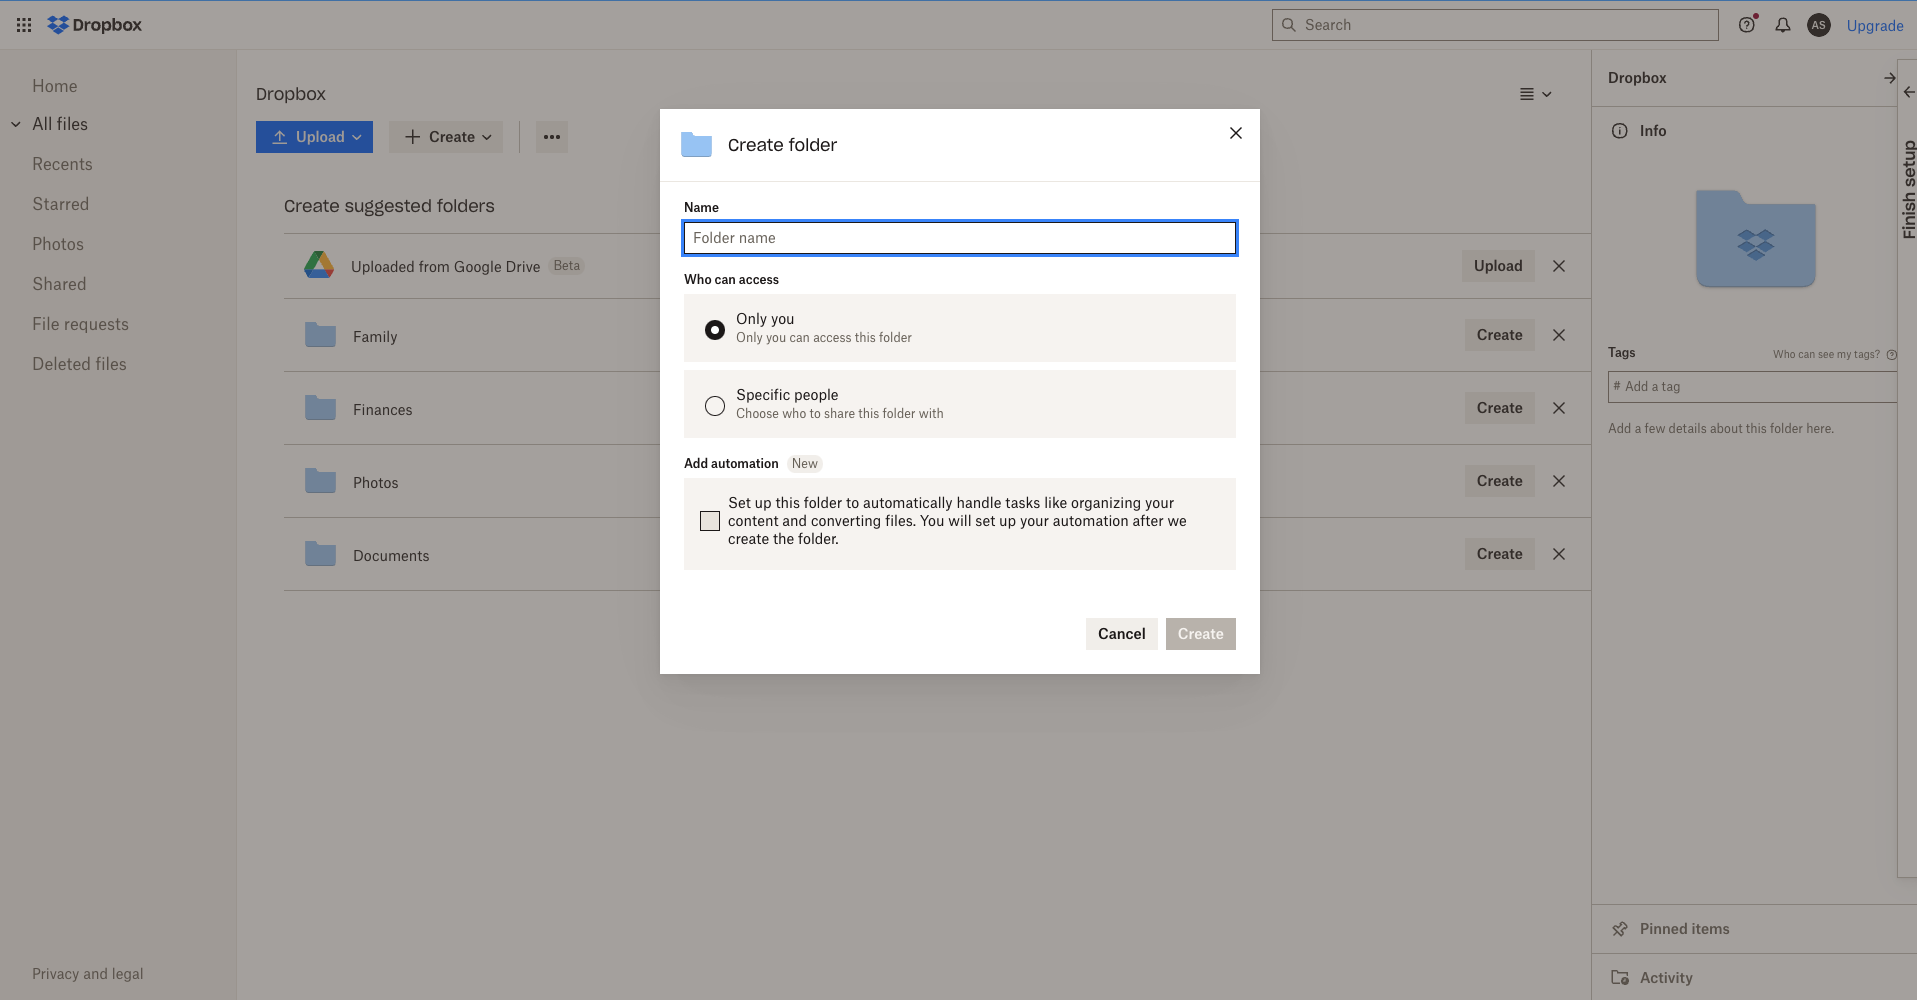 Dropbox
Search
AS
Upgrade
Home
All files
Recents
Starred
Photos
Shared
File requests
Deleted files
Privacy and legal
Dropbox
Upload
Create
Create suggested folders
Uploaded from Google Drive Beta
Upload
Family
Create
Finances
Create
Photos
Create
Documents
Create
Create folder
Name
Folder name
Who can access
Only you
Only you can access this folder
Specific people
Choose who to share this folder with
Add automation New
Set up this folder to automatically handle tasks like organizing your
content and converting files. You will set up your automation after we
create the folder.
Cancel
Create
Dropbox
Info
Tags
Who can see my tags?
# Add a tag
Add a few details about this folder here.
Pinned items
Activity
Finish setup